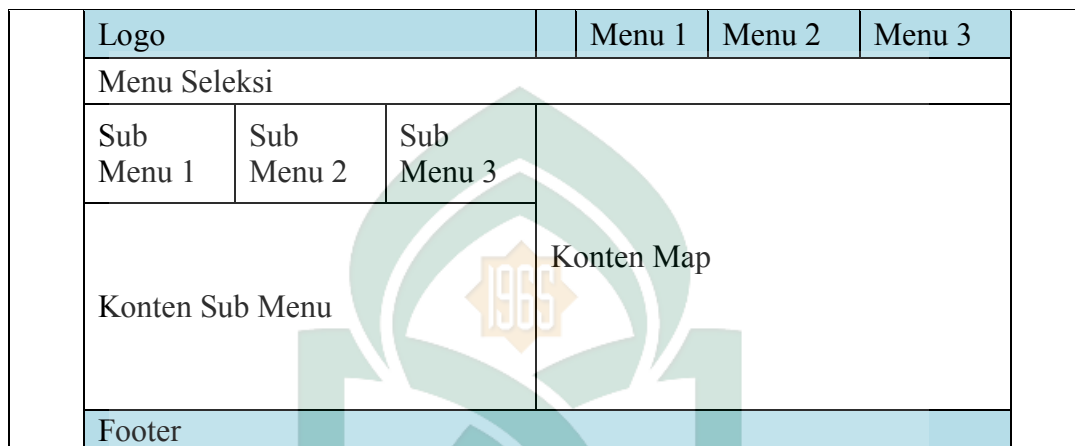 Logo Menu 1 Menu 2 Menu 3
Menu Seleksi
Sub Sub Sub
Menu 1 Menu 2 Menu 3
Konten Map
Konten Sub Menu
1965
Footer